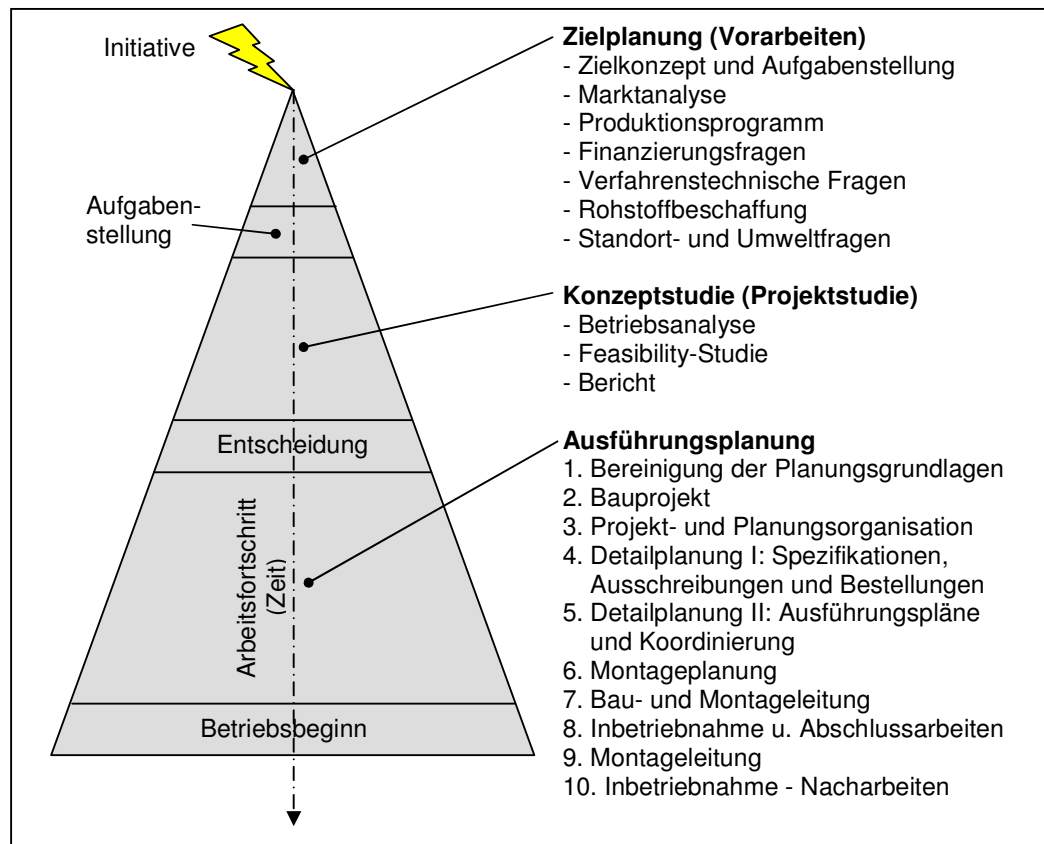 Initiative
Aufgaben-
stellung
Entscheidung
Arbeitsfortschritt
(Zeit)
Betriebsbeginn
Zielplanung (Vorarbeiten)
- Zielkonzept und Aufgabenstellung
- Marktanalyse
- Produktionsprogramm
- Finanzierungsfragen
- Verfahrenstechnische Fragen
- Rohstoffbeschaffung
- Standort- und Umweltfragen
Konzeptstudie (Projektstudie)
- Betriebsanalyse
- Feasibility-Studie
- Bericht
Ausführungsplanung
1. Bereinigung der Planungsgrundlagen
2. Bauprojekt
3. Projekt- und Planungsorganisation
4. Detailplanung I: Spezifikationen,
Ausschreibungen und Bestellungen
5. Detailplanung II: Ausführungspläne
und Koordinierung
6. Montageplanung
7. Bau- und Montageleitung
8. Inbetriebnahme u. Abschlussarbeiten
9. Montageleitung
10. Inbetriebnahme - Nacharbeiten